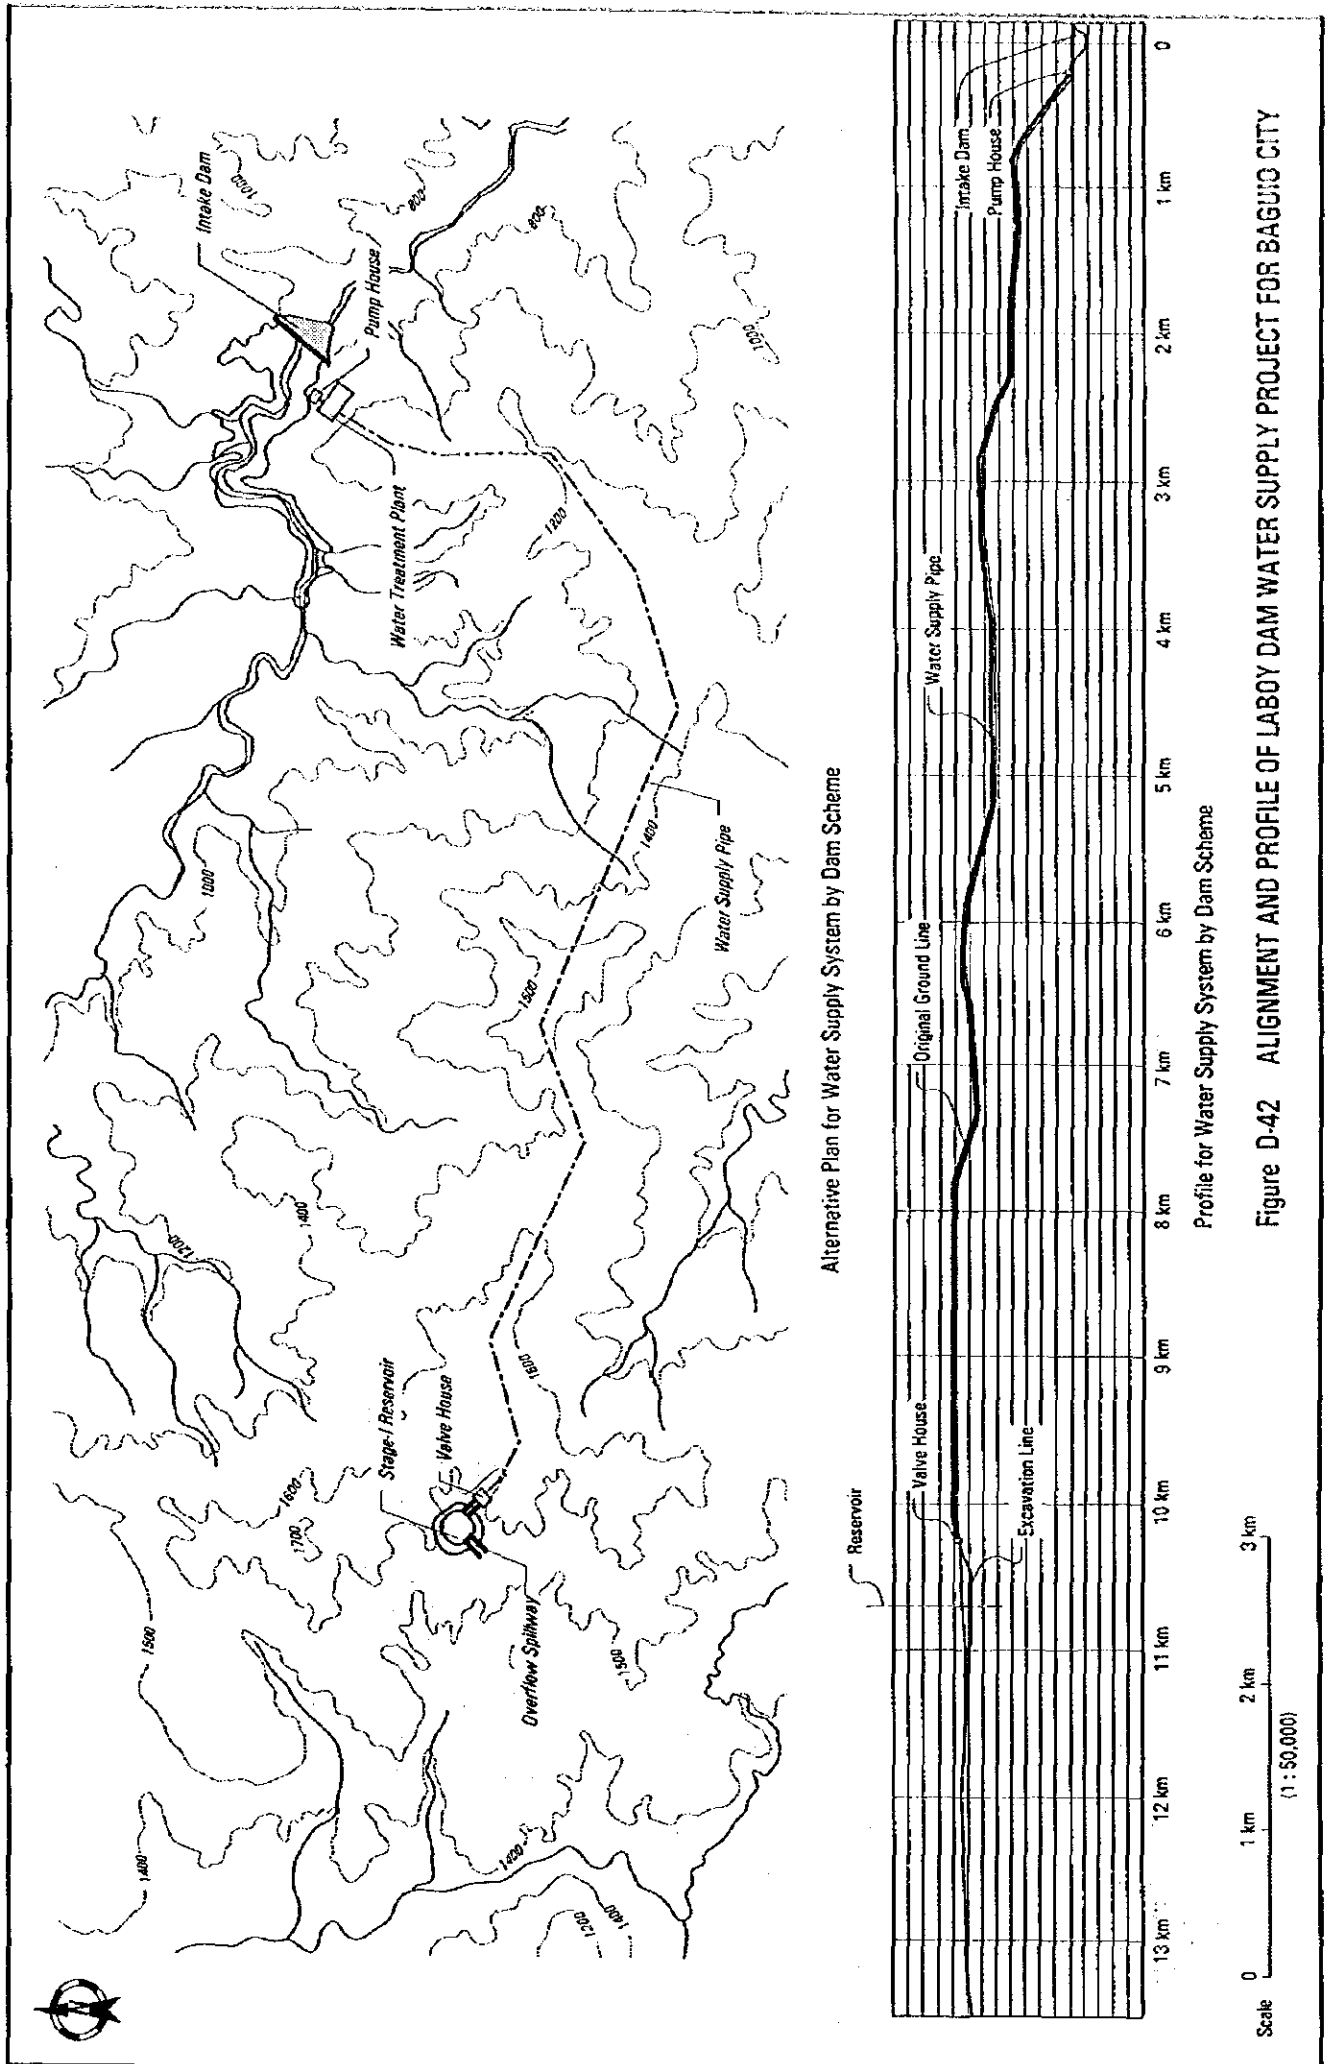 N
1000
Intake Dam
Pump House
800
800
1000
Water Treatment Plant
1200
1000
1400
Water Supply Pipe
1500
1400
1200
1600
Stage-I Reservoir
Valve House
1600
1700
Overflow Spillway
1500
1500
1400
1400
1200
1400
Alternative Plan for Water Supply System by Dam Scheme
Reservoir
Valve House
Excavation Line
Original Ground Line
Water Supply Pipe
Intake Dam
Pump House
13 km
12 km
11 km
10 km
9 km
8 km
7 km
6 km
5 km
4 km
3 km
2 km
1 km
0
Profile for Water Supply System by Dam Scheme
Scale 0 1 km 2 km 3 km
(1 : 50,000)
Figure D-42 ALIGNMENT AND PROFILE OF LABOY DAM WATER SUPPLY PROJECT FOR BAGUIO CITY